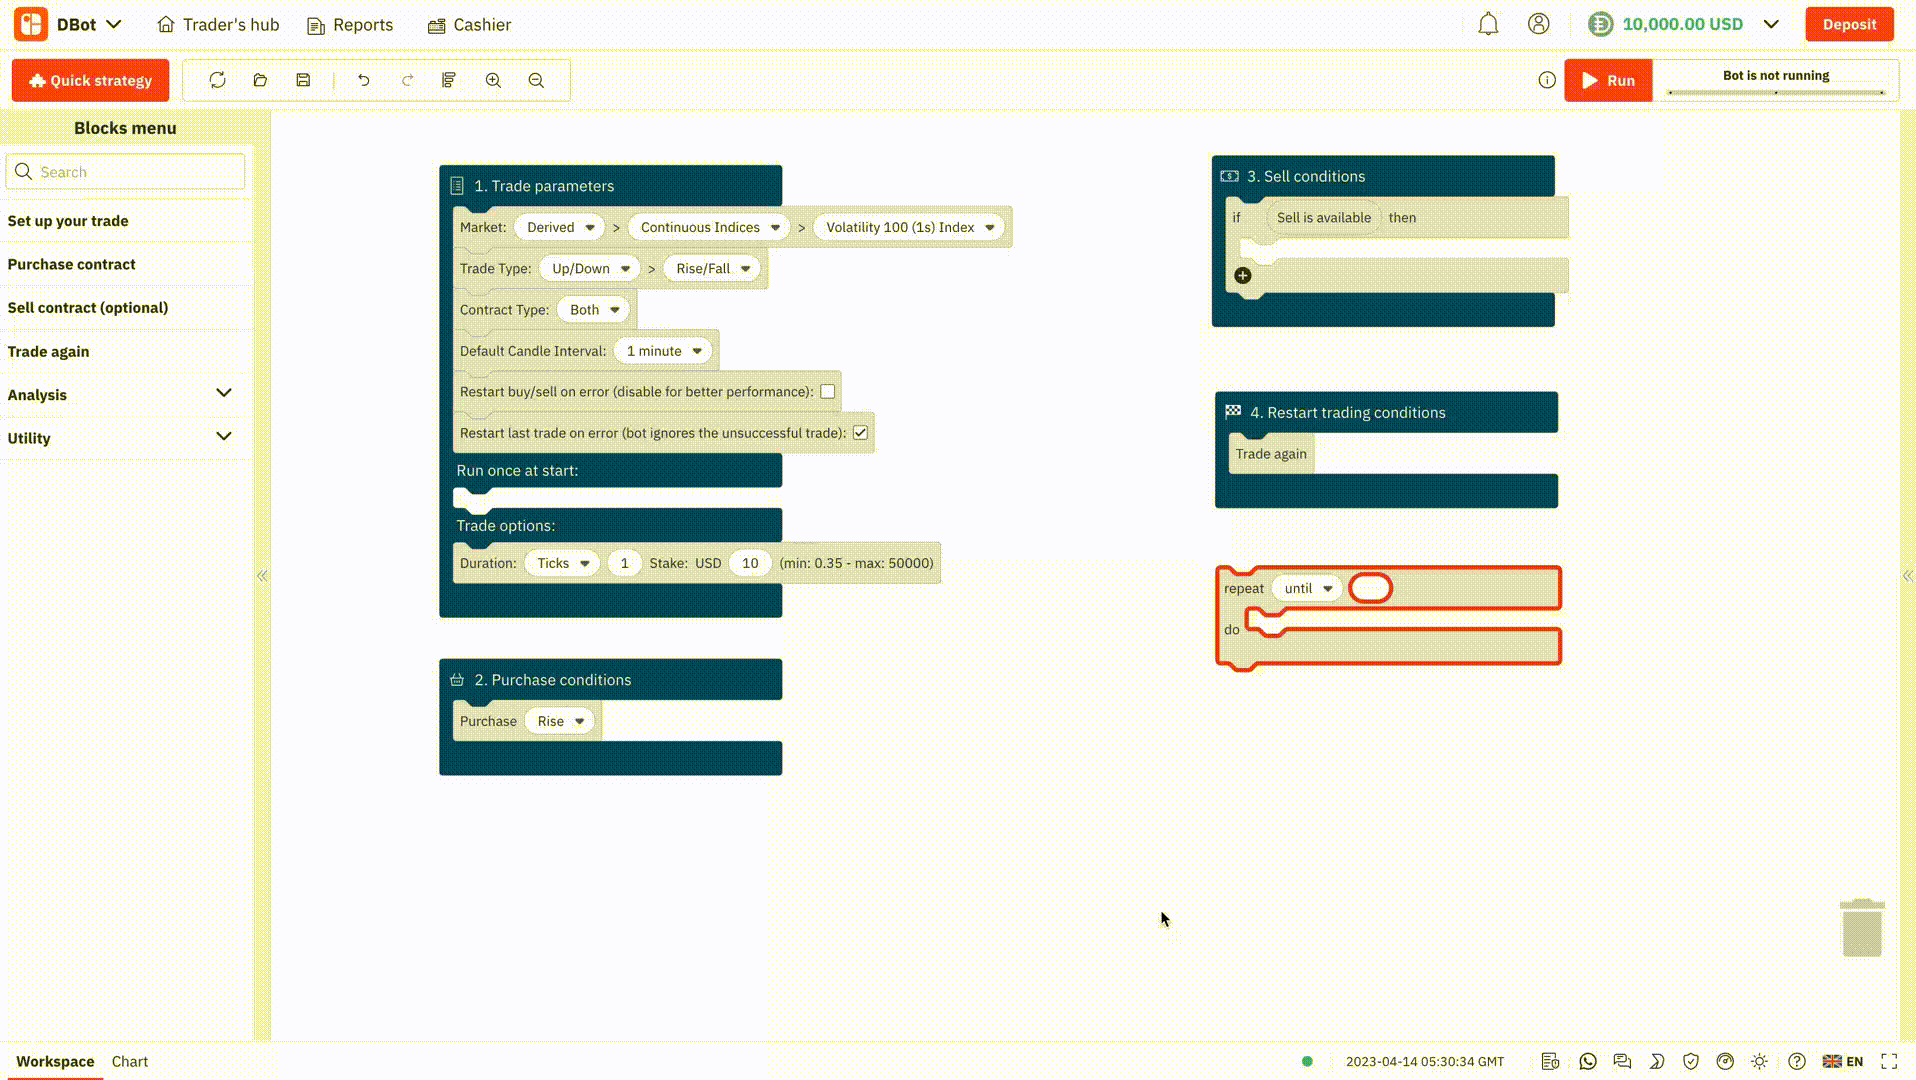 DBot
Trader's hub
Reports
Cashier
10,000.00 USD
Deposit
Quick strategy
Run
Bot is not running
Blocks menu
Search
Set up your trade
Purchase contract
Sell contract (optional)
Trade again
Analysis
Utility
1. Trade parameters
Market: Derived > Continuous Indices > Volatility 100 (1s) Index
Trade Type: Up/Down > Rise/Fall
Contract Type: Both
Default Candle Interval: 1 minute
Restart buy/sell on error (disable for better performance):
Restart last trade on error (bot ignores the unsuccessful trade):
Run once at start:
Trade options:
Duration: Ticks 1 Stake: USD 10 (min: 0.35 - max: 50000)
2. Purchase conditions
Purchase Rise
3. Sell conditions
if Sell is available then
4. Restart trading conditions
Trade again
repeat until
do
Workspace
Chart
2023-04-14 05:30:34 GMT
EN